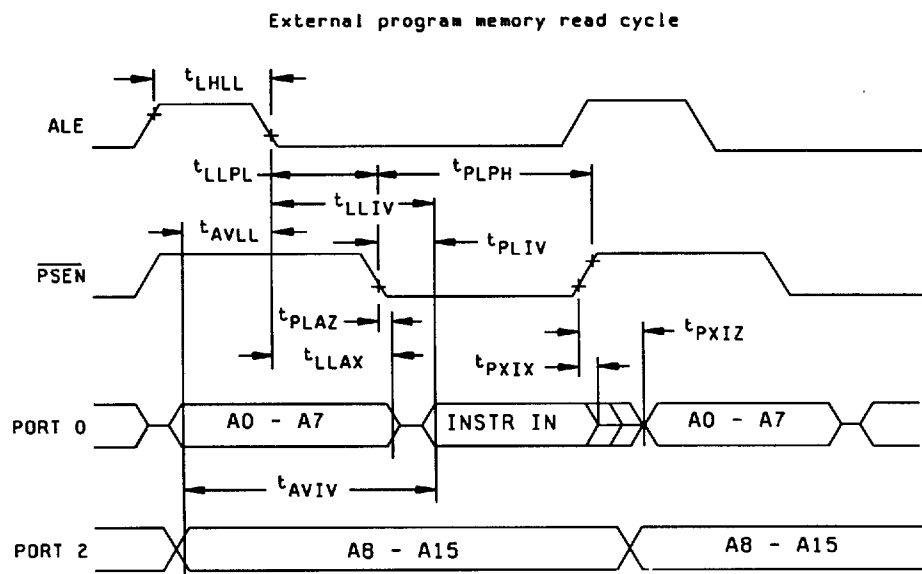 External program memory read cycle
tLHLL
ALE
tLLPL
tPLPH
tLLIV
tAVLL
tPLIV
PSEN
tPLAZ
tPXIZ
tLLAX
tPXIX
PORT 0
A0 - A7
INSTR IN
A0 - A7
tAVIV
PORT 2
A8 - A15
A8 - A15